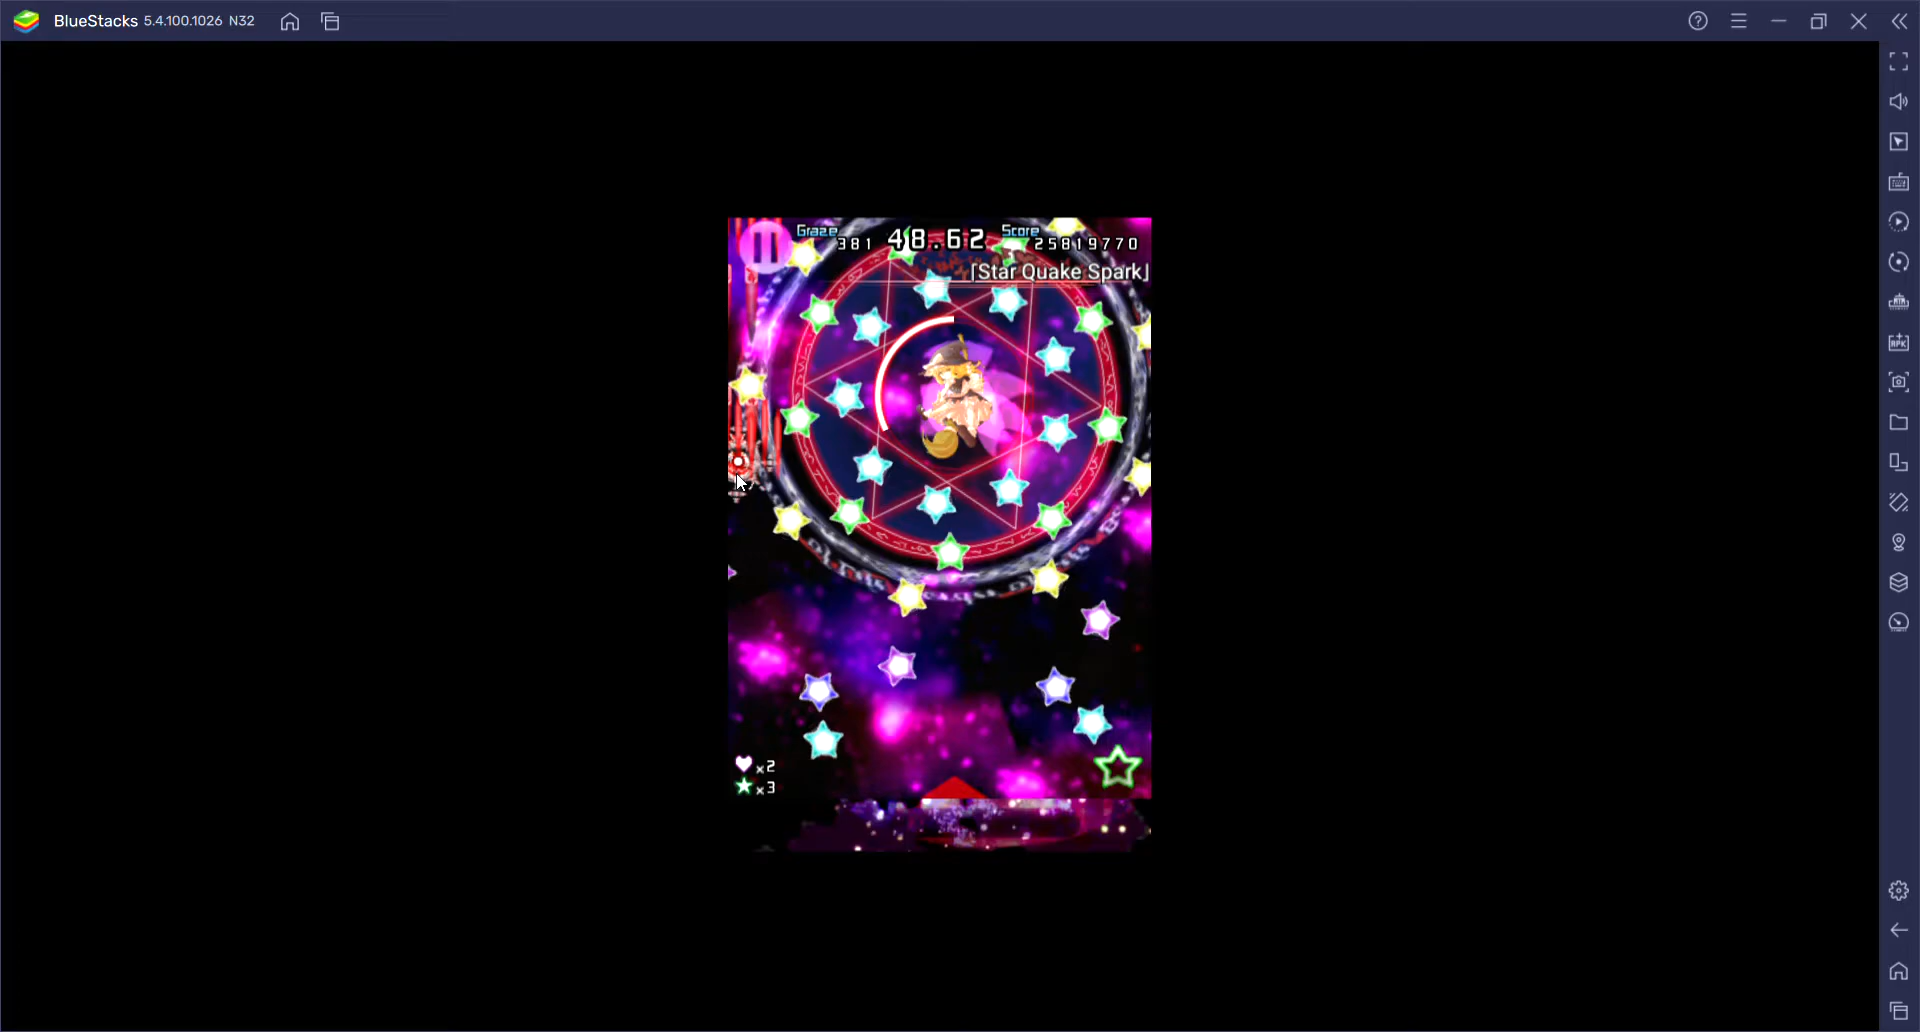 BlueStacks 5.4.100.1026 N32
Graze 381
48.62
Score 25819770
「Star Quake Spark」
x2
x3